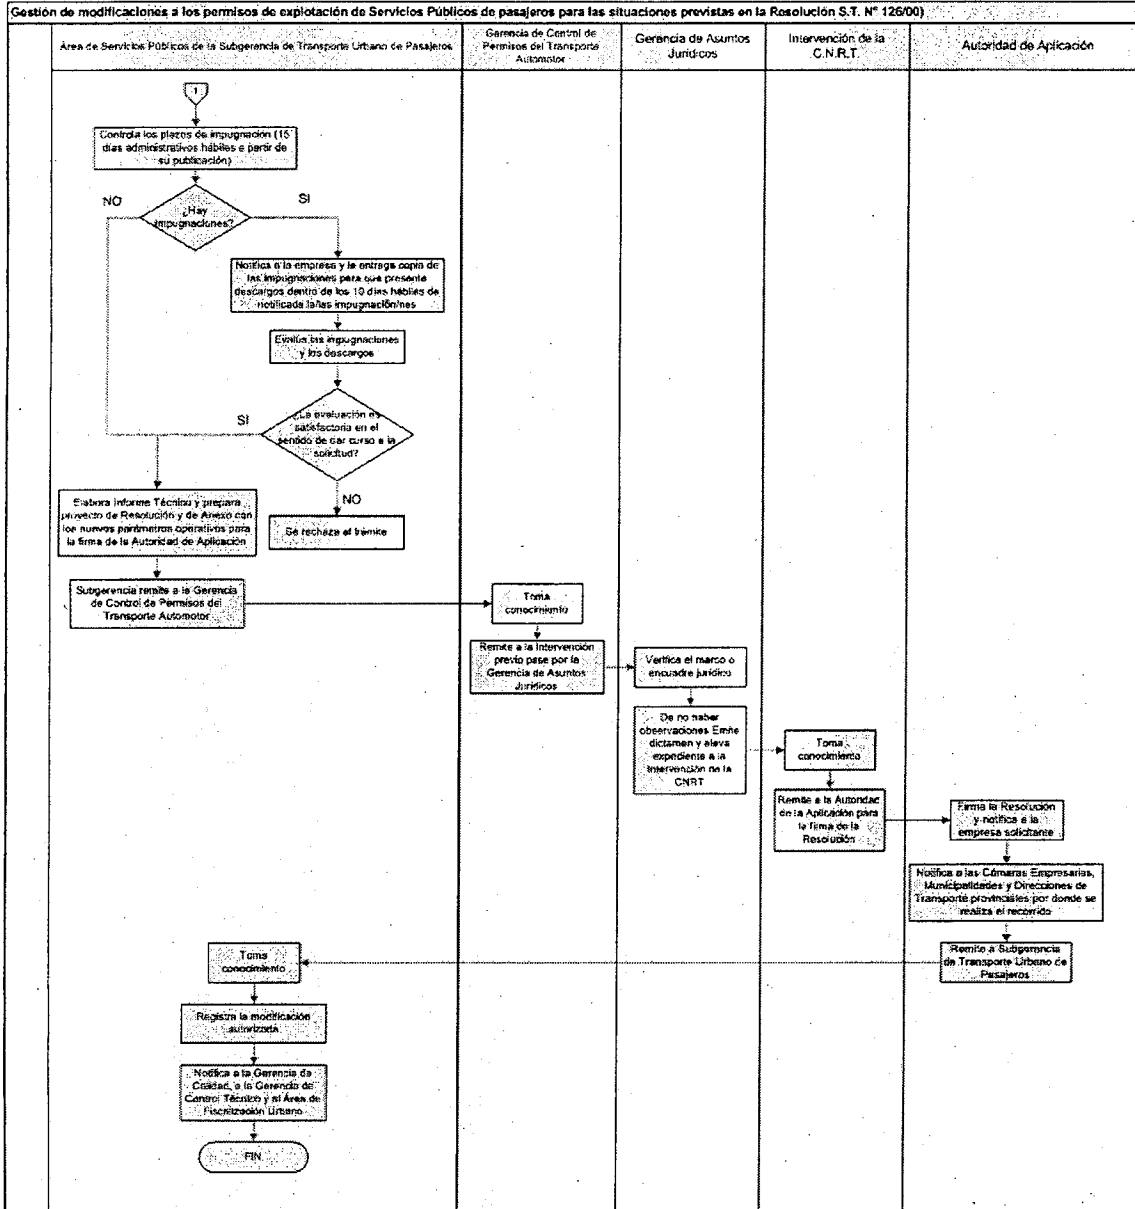 Gestión de modificaciones a los permisos de explotación de Servicios Públicos de pasajeros para las situaciones previstas en la Resolución S.T. N° 126/00)
Área de Servicios Públicos de la Subgerencia de Transporte Urbano de Pasajeros
Gerencia de Control de
Permisos del Transporte
Automotor
Gerencia de Asuntos
Jurídicos
Intervención de la
C.N.R.T.
Autoridad de Aplicación
1
Controla los plazos de impugnación (15
días administrativos hábiles a partir de
su publicación)
¿Hay
impugnaciones?
NO
SI
Notifica a la empresa y le entrega copia de
las impugnaciones para que presente
descargos dentro de los 10 días hábiles de
notificada la/las impugnación/nes
Evalúa las impugnaciones
y los descargos
¿La evaluación es
satisfactoria en el
sentido de dar curso a la
solicitud?
SI
NO
Se rechaza el trámite
Elabora Informe Técnico y prepara
proyecto de Resolución y de Anexo con
los nuevos parámetros operativos para
la firma de la Autoridad de Aplicación
Subgerencia remite a la Gerencia
de Control de Permisos del
Transporte Automotor
Toma
conocimiento
Remite a la Intervención
previo pase por la
Gerencia de Asuntos
Jurídicos
Verifica el marco o
encuadre jurídico
De no haber
observaciones Emite
dictamen y eleva
expediente a la
Intervención de la
CNRT
Toma
conocimiento
Remite a la Autoridad
de la Aplicación para
la firma de la
Resolución
Firma la Resolución
y notifica a la
empresa solicitante
Notifica a las Cámaras Empresarias,
Municipalidades y Direcciones de
Transporte provinciales por donde se
realiza el recorrido
Remite a Subgerencia
de Transporte Urbano de
Pasajeros
Toma
conocimiento
Registra la modificación
autorizada
Notifica a la Gerencia de
Calidad, a la Gerencia de
Control Técnico y al Área de
Fiscalización Urbano
FIN